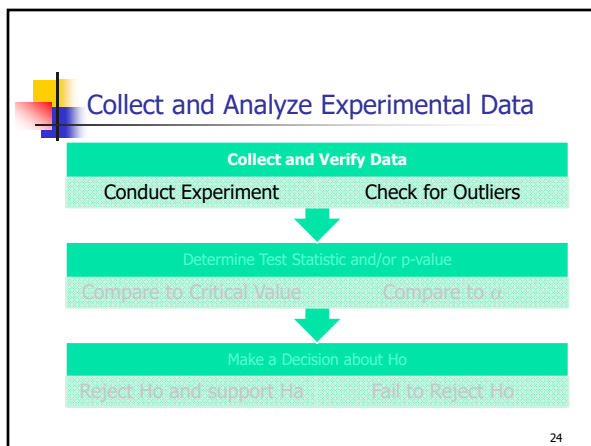 Collect and Analyze Experimental Data
Collect and Verify Data
Conduct Experiment Check for Outliers
Determine Test Statistic and/or p-value
Compare to Critical Value Compare to α
Make a Decision about Ho
Reject Ho and support Ha Fail to Reject Ho
24